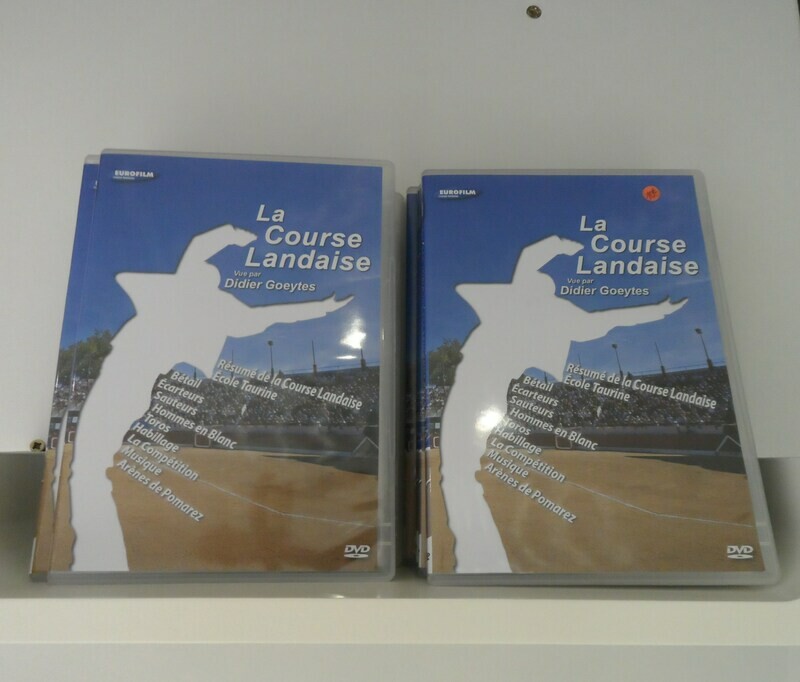 EUROFILM
La
Course
Landaise
Vue par
Didier Goeytes
Résumé de la Course Landaise
École Taurine
Bétail
Écarteurs
Sauteurs
Hommes en Blanc
Toros
Habillage
La Compétition
Musique
Arènes de Pomarez
DVD
EUROFILM
La
Course
Landaise
Vue par
Didier Goeytes
Résumé de la Course Landaise
École Taurine
Bétail
Écarteurs
Sauteurs
Hommes en Blanc
Toros
Habillage
La Compétition
Musique
Arènes de Pomarez
DVD